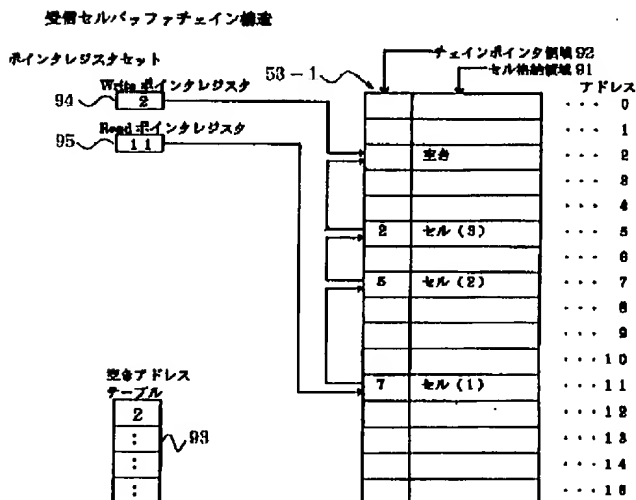 受信セルバッファチェイン構造
ポインタレジスタセット
チェインポインタ領域92
セル格納領域91
53-1
アドレス
Write ポインタレジスタ
94
2
Read ポインタレジスタ
95
11
空き
2 セル(3)
5 セル(2)
7 セル(1)
··· 0
··· 1
··· 2
··· 3
··· 4
··· 5
··· 6
··· 7
··· 8
··· 9
··· 10
··· 11
··· 12
··· 13
··· 14
··· 15
空きアドレス
テーブル
2
:
:
:
93